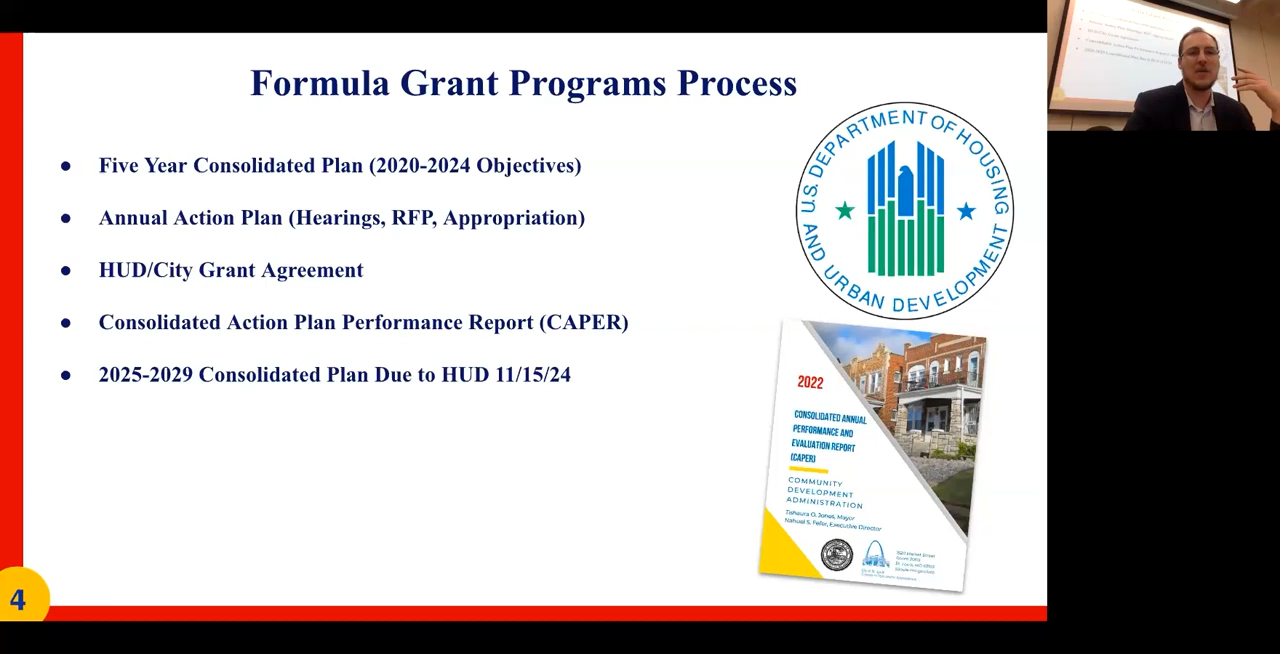 Formula Grant Programs Process
Five Year Consolidated Plan (2020-2024 Objectives)
Annual Action Plan (Hearings, RFP, Appropriation)
HUD/City Grant Agreement
Consolidated Action Plan Performance Report (CAPER)
2025-2029 Consolidated Plan Due to HUD 11/15/24
U.S. DEPARTMENT OF HOUSING
AND URBAN DEVELOPMENT
2022
CONSOLIDATED ANNUAL
PERFORMANCE AND
EVALUATION REPORT
(CAPER)
COMMUNITY
DEVELOPMENT
ADMINISTRATION
Tishaura O. Jones, Mayor
Nahuel S. Fefer, Executive Director
4